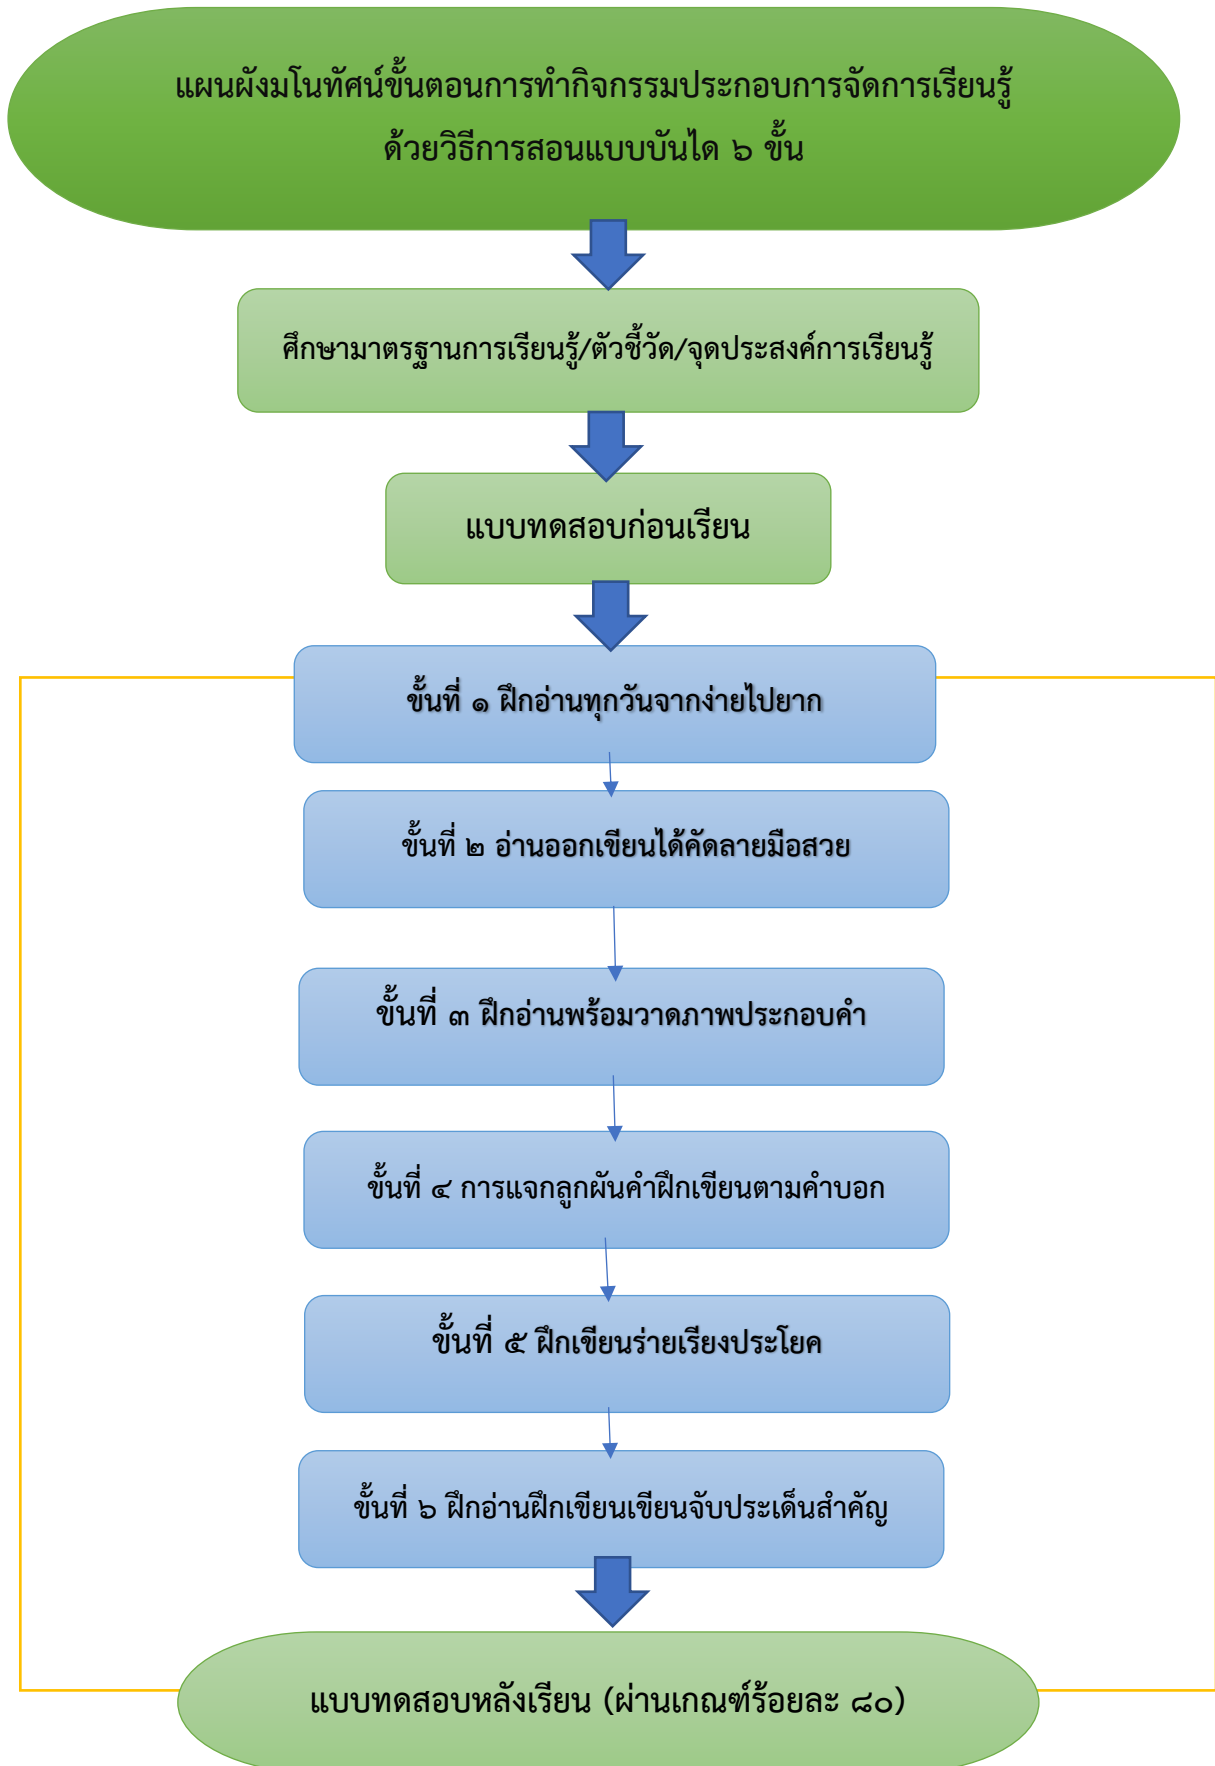 แผนผังมโนทัศน์ขั้นตอนการทำกิจกรรมประกอบการจัดการเรียนรู้
ด้วยวิธีการสอนแบบบันได ๖ ขั้น
ศึกษามาตรฐานการเรียนรู้/ตัวชี้วัด/จุดประสงค์การเรียนรู้
แบบทดสอบก่อนเรียน
ขั้นที่ ๑ ฝึกอ่านทุกวันจากง่ายไปยาก
ขั้นที่ ๒ อ่านออกเขียนได้คัดลายมือสวย
ขั้นที่ ๓ ฝึกอ่านพร้อมวาดภาพประกอบคำ
ขั้นที่ ๔ การแจกลูกผันคำฝึกเขียนตามคำบอก
ขั้นที่ ๕ ฝึกเขียนร่ายเรียงประโยค
ขั้นที่ ๖ ฝึกอ่านฝึกเขียนเขียนจับประเด็นสำคัญ
แบบทดสอบหลังเรียน (ผ่านเกณฑ์ร้อยละ ๘๐)